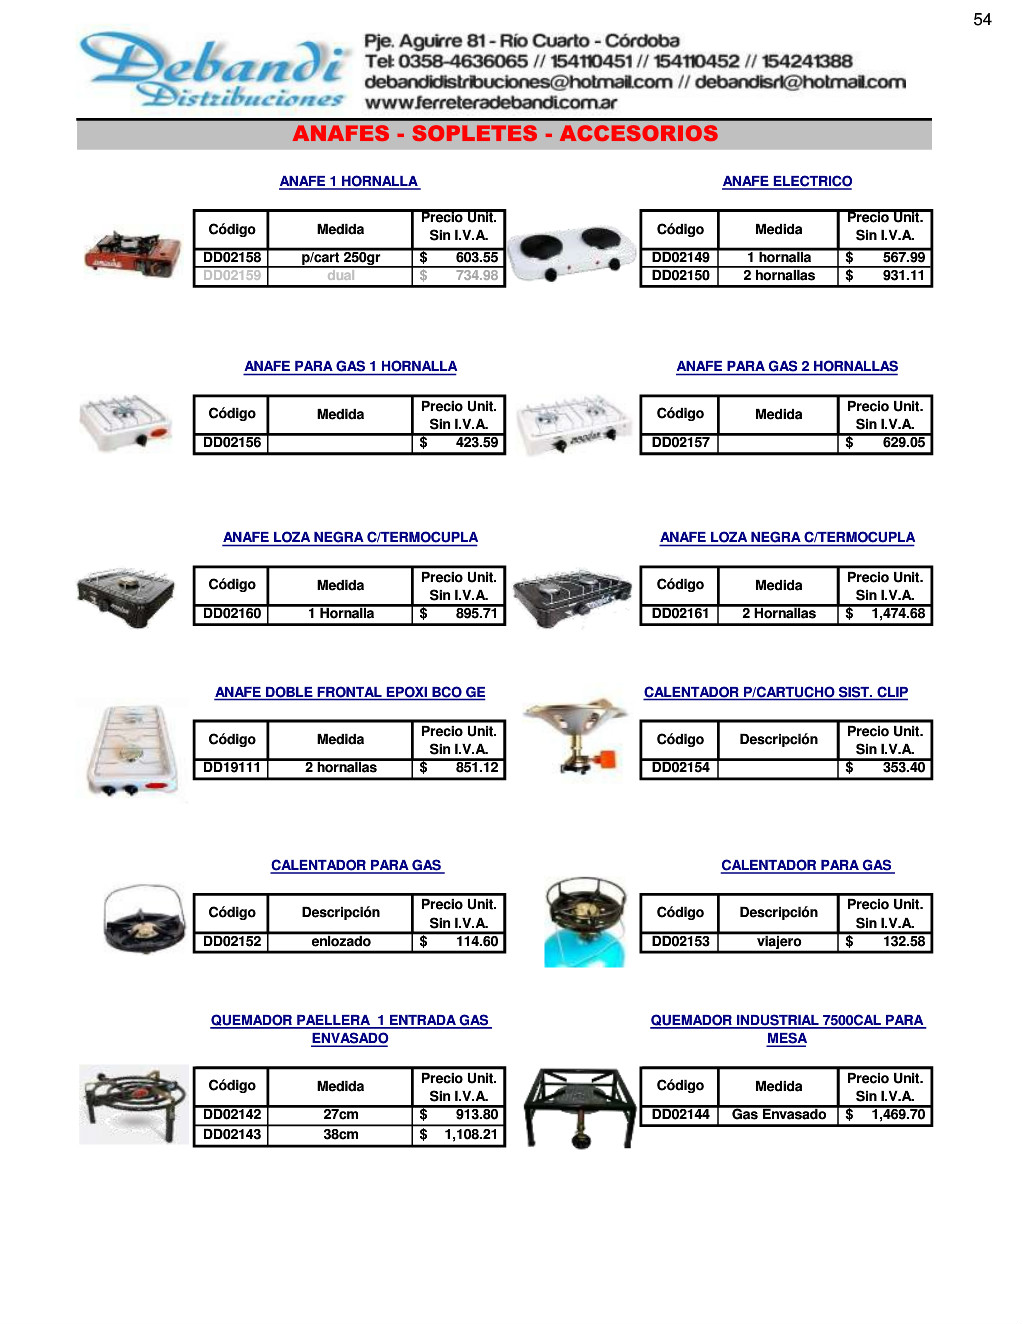 54
Debandi
Distribuciones
Pje. Aguirre 81 - Río Cuarto - Córdoba
Tel: 0358-4636065 // 154110451 // 154110452 // 154241388
debandidistribuciones@hotmail.com // debandisrl@hotmail.com
www.ferreteradebandi.com.ar
ANAFES - SOPLETES - ACCESORIOS
ANAFE 1 HORNALLA
Código Medida Precio Unit. Sin I.V.A.
DD02158 p/cart 250gr $ 603.55
DD02159 dual $ 734.98
ANAFE ELECTRICO
Código Medida Precio Unit. Sin I.V.A.
DD02149 1 hornalla $ 567.99
DD02150 2 hornallas $ 931.11
ANAFE PARA GAS 1 HORNALLA
Código Medida Precio Unit. Sin I.V.A.
DD02156 $ 423.59
ANAFE PARA GAS 2 HORNALLAS
Código Medida Precio Unit. Sin I.V.A.
DD02157 $ 629.05
ANAFE LOZA NEGRA C/TERMOCUPLA
Código Medida Precio Unit. Sin I.V.A.
DD02160 1 Hornalla $ 895.71
ANAFE LOZA NEGRA C/TERMOCUPLA
Código Medida Precio Unit. Sin I.V.A.
DD02161 2 Hornallas $ 1,474.68
ANAFE DOBLE FRONTAL EPOXI BCO GE
Código Medida Precio Unit. Sin I.V.A.
DD19111 2 hornallas $ 851.12
CALENTADOR P/CARTUCHO SIST. CLIP
Código Descripción Precio Unit. Sin I.V.A.
DD02154 $ 353.40
CALENTADOR PARA GAS
Código Descripción Precio Unit. Sin I.V.A.
DD02152 enlozado $ 114.60
CALENTADOR PARA GAS
Código Descripción Precio Unit. Sin I.V.A.
DD02153 viajero $ 132.58
QUEMADOR PAELLERA 1 ENTRADA GAS
ENVASADO
Código Medida Precio Unit. Sin I.V.A.
DD02142 27cm $ 913.80
DD02143 38cm $ 1,108.21
QUEMADOR INDUSTRIAL 7500CAL PARA
MESA
Código Medida Precio Unit. Sin I.V.A.
DD02144 Gas Envasado $ 1,469.70